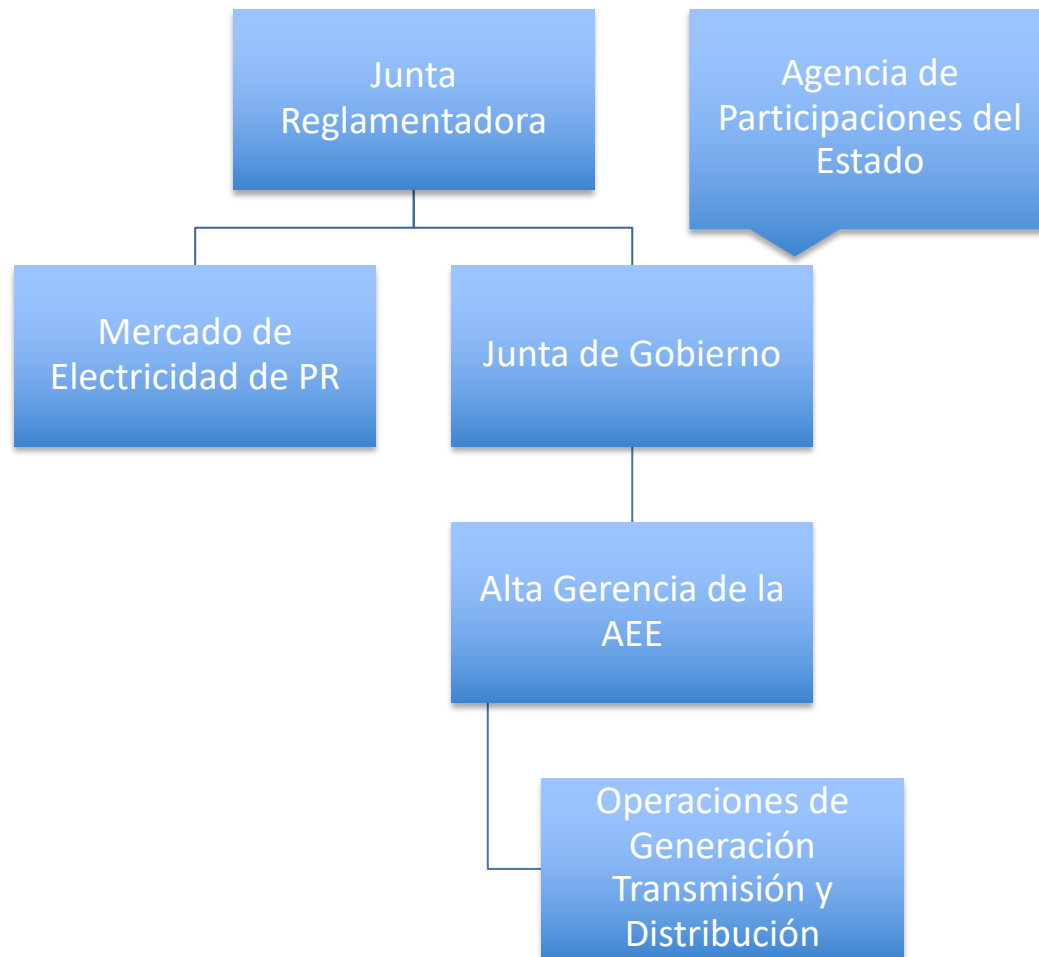 Junta
Reglamentadora
Agencia de
Participaciones del
Estado
Mercado de
Electricidad de PR
Junta de Gobierno
Alta Gerencia de la
AEE
Operaciones de
Generación
Transmisión y
Distribución